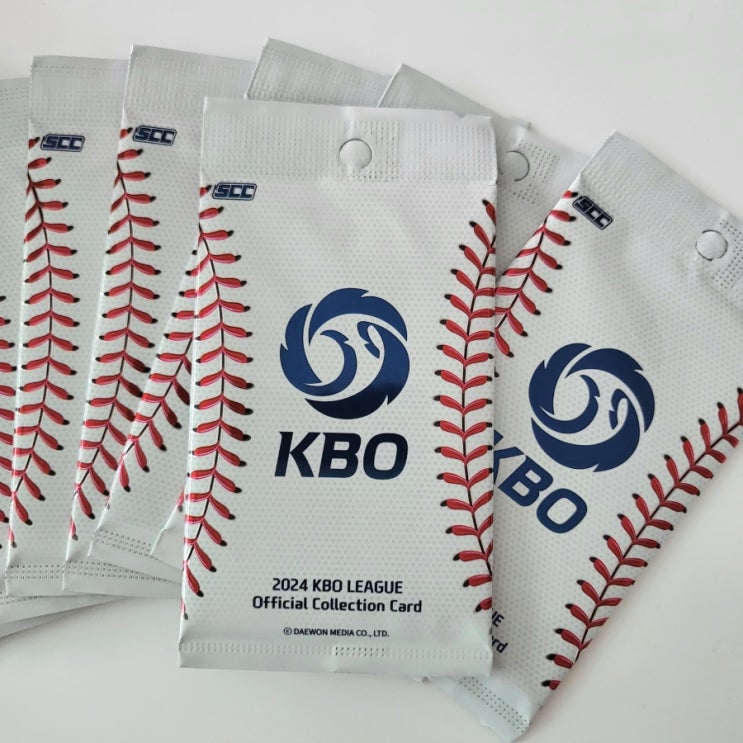 SCC
SCC
SCC
KBO
2024 KBO LEAGUE
Official Collection Card
© DAEWON MEDIA CO., LTD.
SCC
KBO